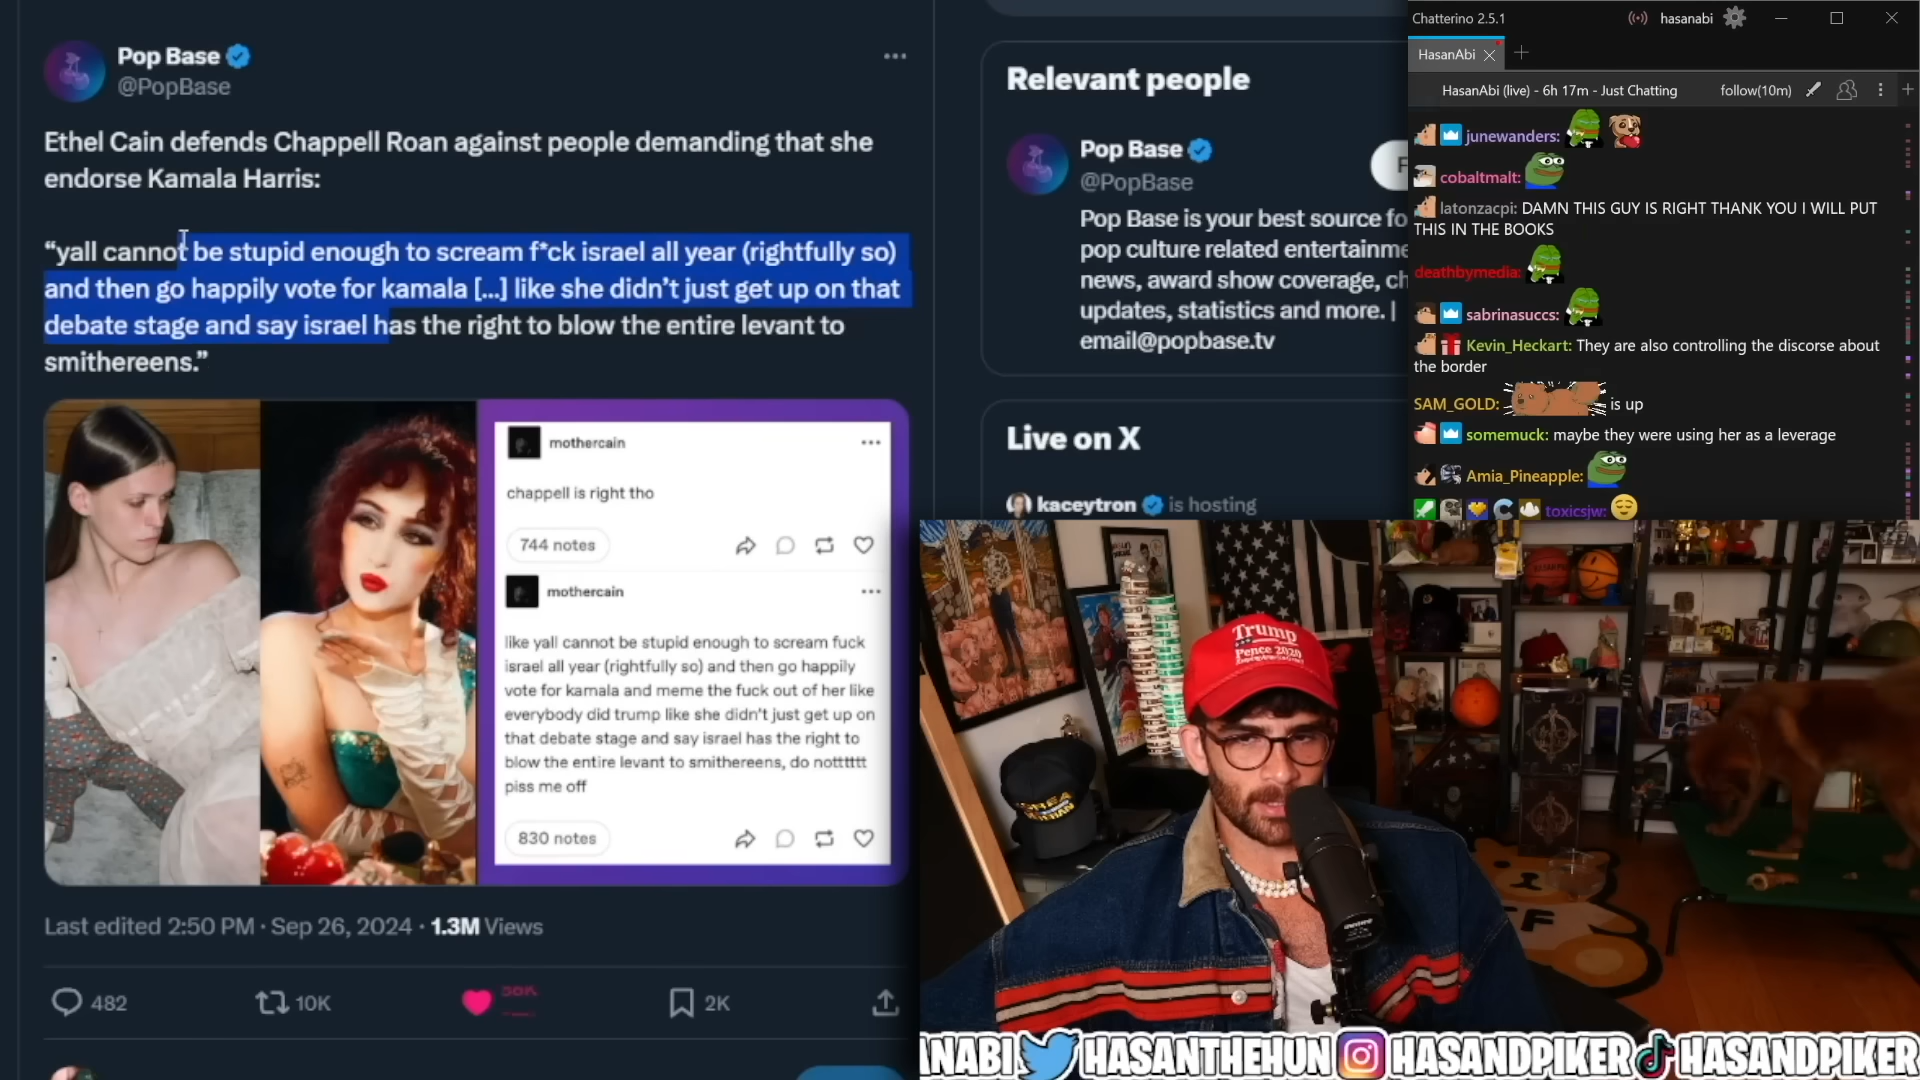 Pop Base
@PopBase
Ethel Cain defends Chappell Roan against people demanding that she
endorse Kamala Harris:
“yall cannot be stupid enough to scream f*ck israel all year (rightfully so)
and then go happily vote for kamala [...] like she didn’t just get up on that
debate stage and say israel has the right to blow the entire levant to
smithereens.”
mothercain
chappell is right tho
744 notes
mothercain
like yall cannot be stupid enough to scream fuck
israel all year (rightfully so) and then go happily
vote for kamala and meme the fuck out of her like
everybody did trump like she didn't just get up on
that debate stage and say israel has the right to
blow the entire levant to smithereens, do notttttt
piss me off
830 notes
Last edited 2:50 PM · Sep 26, 2024 · 1.3M Views
482
10K
2K
Relevant people
Pop Base
@PopBase
Pop Base is your best source fo
pop culture related entertainme
news, award show coverage, ch
updates, statistics and more. |
email@popbase.tv
Live on X
kaceytron is hosting
Chatterino 2.5.1
hasanabi
HasanAbi
HasanAbi (live) - 6h 17m - Just Chatting
follow(10m)
junewanders:
cobaltmalt:
latonzacpi: DAMN THIS GUY IS RIGHT THANK YOU I WILL PUT
THIS IN THE BOOKS
deathbymedia:
sabrinasuccs:
Kevin_Heckart: They are also controlling the discorse about
the border
SAM_GOLD: is up
somemuck: maybe they were using her as a leverage
Amia_Pineapple:
toxicsjw:
Trump
Pence 2020
ANABI HASANTHEHUN HASANDPIKER HASANDPIKER